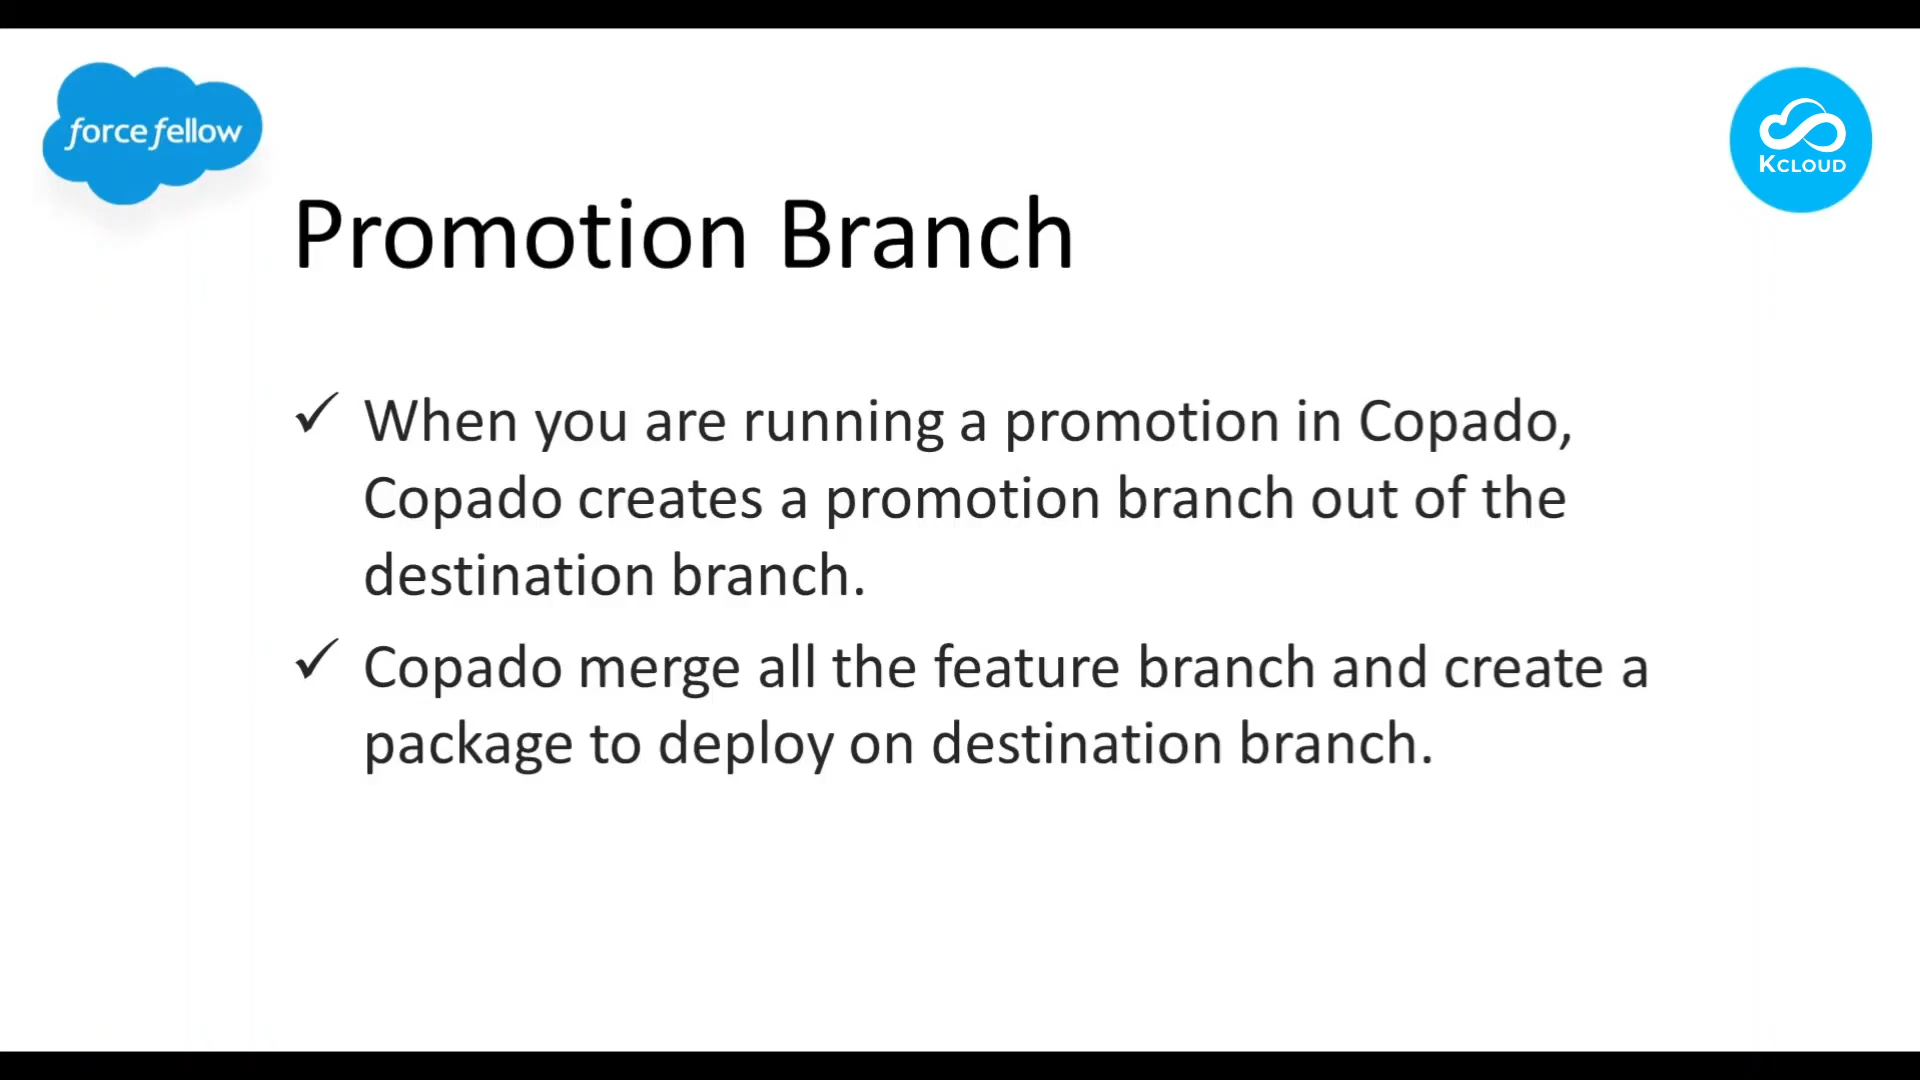 force fellow
KCLOUD
Promotion Branch
✓ When you are running a promotion in Copado,
Copado creates a promotion branch out of the
destination branch.
✓ Copado merge all the feature branch and create a
package to deploy on destination branch.